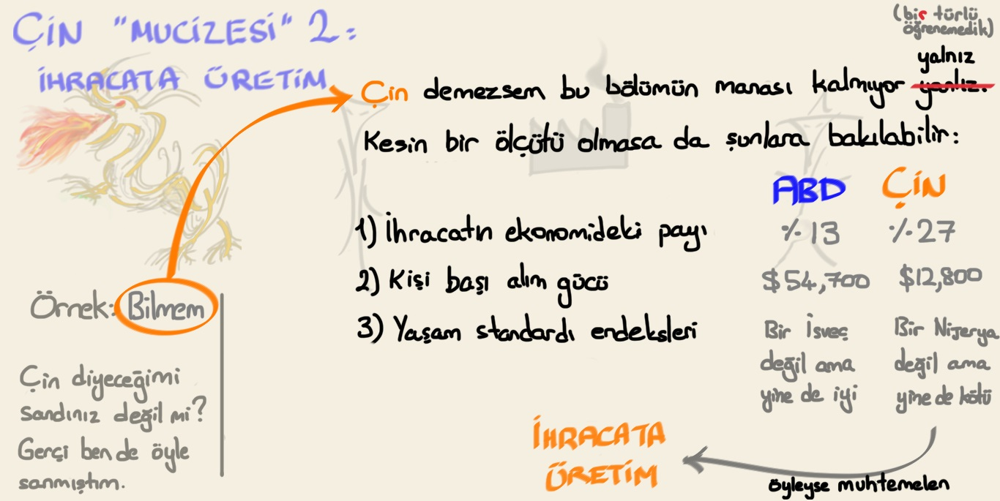 ÇİN "MUCİZESİ" 2:
İHRACATA ÜRETİM
(bir türlü
öğrenemedik)
yalnız
Çin demezsem bu bölümün manası kalmıyor yanlız.
Kesin bir ölçütü olmasa da şunlara bakılabilir:
ABD ÇİN
1) İhracatın ekonomideki payı %13 %27
2) Kişi başı alım gücü $54,700 $12,800
3) Yaşam standardı endeksleri
Bir İsveç
değil ama
yine de iyi
Bir Nijerya
değil ama
yine de kötü
Örnek: Bilmem
Çin diyeceğimi
sandınız değil mi?
Gerçi ben de öyle
sanmıştım.
İHRACATA
ÜRETİM
öyleyse muhtemelen